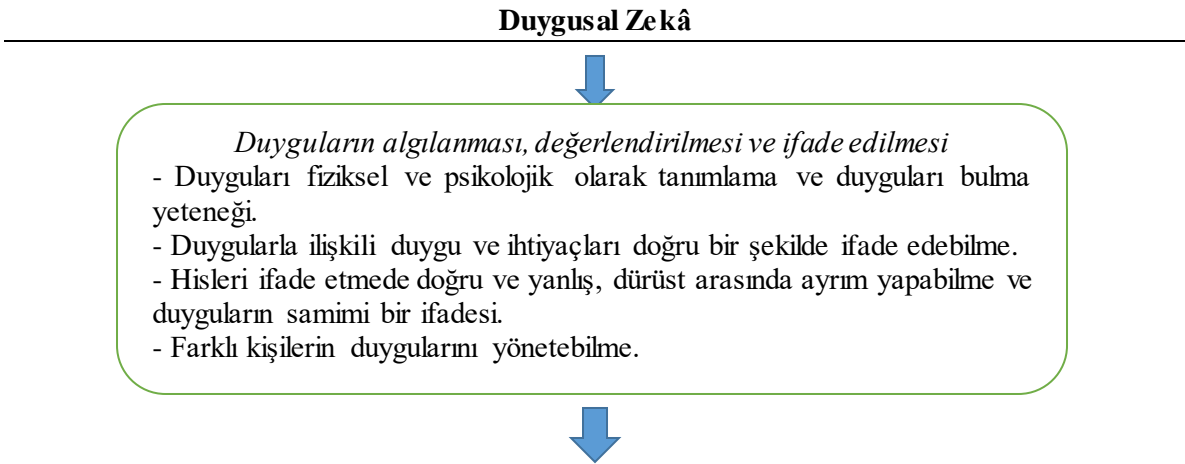 Duygusal Zekâ
Duyguların algılanması, değerlendirilmesi ve ifade edilmesi
- Duyguları fiziksel ve psikolojik olarak tanımlama ve duyguları bulma
yeteneği.
- Duygularla ilişkili duygu ve ihtiyaçları doğru bir şekilde ifade edebilme.
- Hisleri ifade etmede doğru ve yanlış, dürüst arasında ayrım yapabilme ve
duyguların samimi bir ifadesi.
- Farklı kişilerin duygularını yönetebilme.